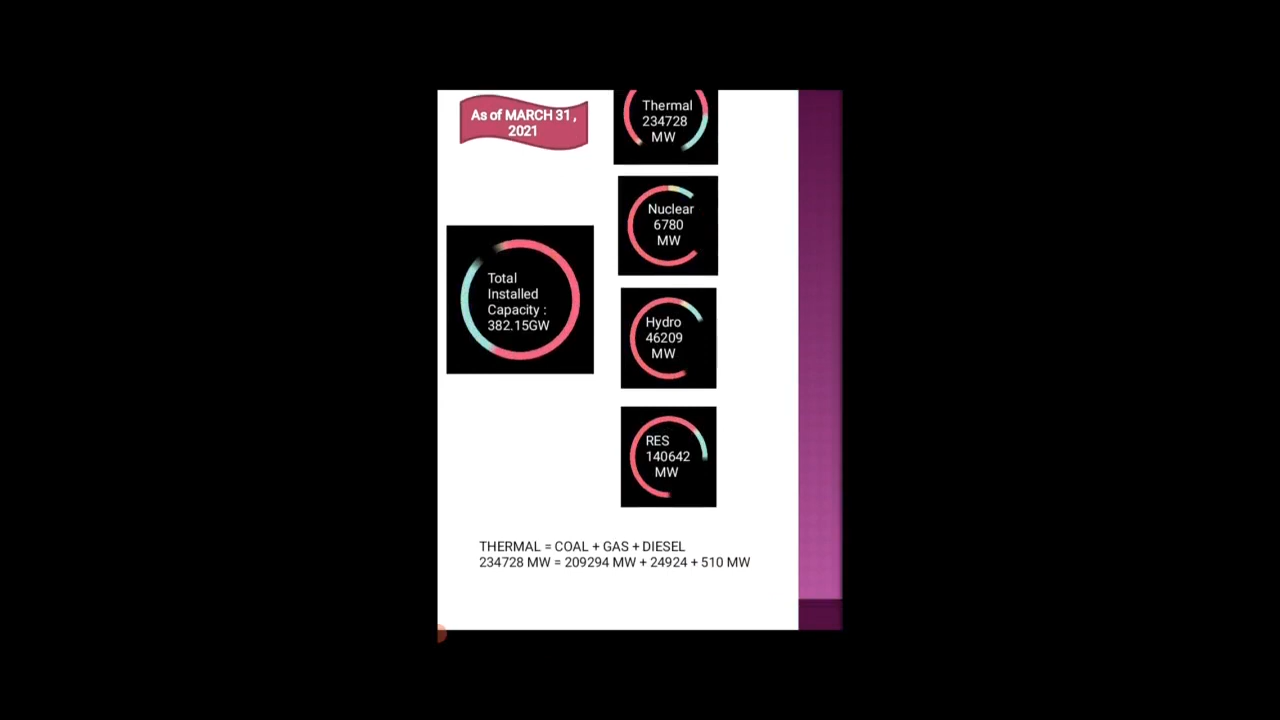 As of MARCH 31 ,
2021
Thermal
234728
MW
Nuclear
6780
MW
Total
Installed
Capacity :
382.15GW
Hydro
46209
MW
RES
140642
MW
THERMAL = COAL + GAS + DIESEL
234728 MW = 209294 MW + 24924 + 510 MW